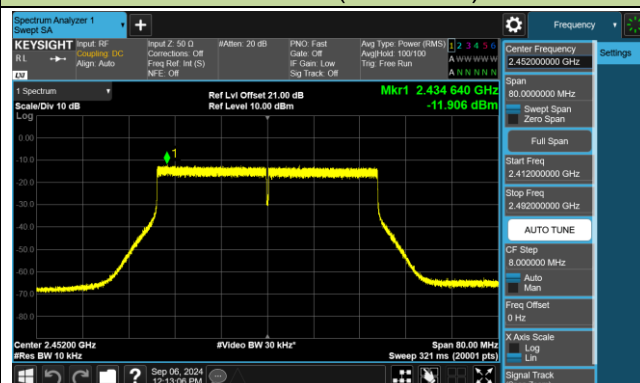 Spectrum Analyzer 1
Swept SA
Frequency
KEYSIGHT
RL
LXI
Input: RF
Coupling: DC
Align: Auto
Input Z: 50 Ω
Corrections: Off
Freq Ref: Int (S)
NFE: Off
#Atten: 20 dB
PNO: Fast
Gate: Off
IF Gain: Low
Sig Track: Off
Avg Type: Power (RMS)
Avg|Hold: 100/100
Trig: Free Run
1 2 3 4 5 6
A W W W W W
A N N N N N
Center Frequency
2.452000000 GHz
Settings
Span
80.0000000 MHz
Swept Span
Zero Span
Full Span
Start Freq
2.412000000 GHz
Stop Freq
2.492000000 GHz
AUTO TUNE
CF Step
8.000000 MHz
Auto
Man
Freq Offset
0 Hz
X Axis Scale
Log
Lin
Signal Track
1 Spectrum
Scale/Div 10 dB
Log
Ref Lvl Offset 21.00 dB
Ref Level 10.00 dBm
Mkr1 2.434 640 GHz
-11.906 dBm
1
0.00
-10.0
-20.0
-30.0
-40.0
-50.0
-60.0
-70.0
-80.0
Center 2.45200 GHz
#Res BW 10 kHz
#Video BW 30 kHz*
Span 80.00 MHz
Sweep 321 ms (20001 pts)
Sep 06, 2024
12:13:06 PM